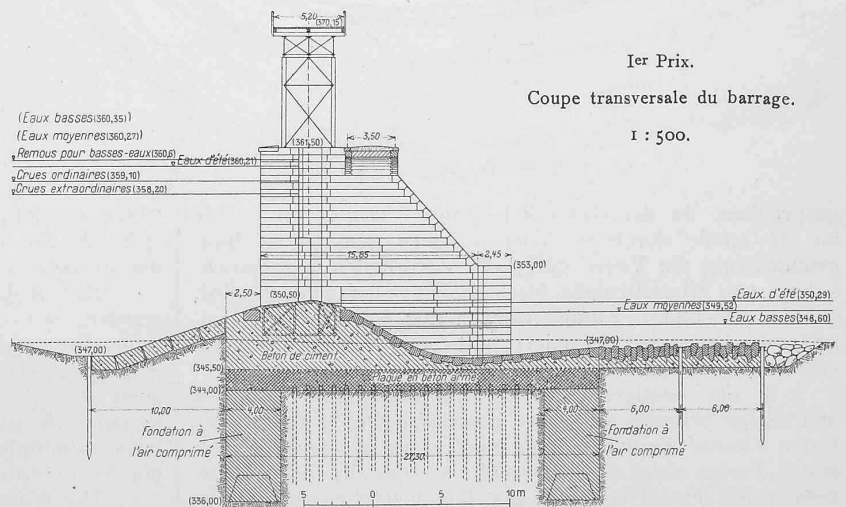 5,20
(370,15)
Ier Prix.
Coupe transversale du barrage.
1 : 500.
(Eaux basses(360,35))
(Eaux moyennes(360,27)
Remous pour basses-eaux(360,6)
Eaux d'été(360,21)
(361,50)
3,50
Crues ordinaires(359,10)
Crues extraordinaires(358,20)
15,85
2,45
(353,00)
2,50
(350,50)
Eaux d'été(350,29)
Eaux moyennes(349,52)
Eaux basses(348,60)
(347,00)
(347,00)
Beton de ciment
(345,50)
Plaque en béton armé
(344,00)
10,00
4,00
4,00
6,00
6,00
Fondation à
l'air comprimé
Fondation à
l'air comprimé
27,30
(336,00)
5 0 5 10 m